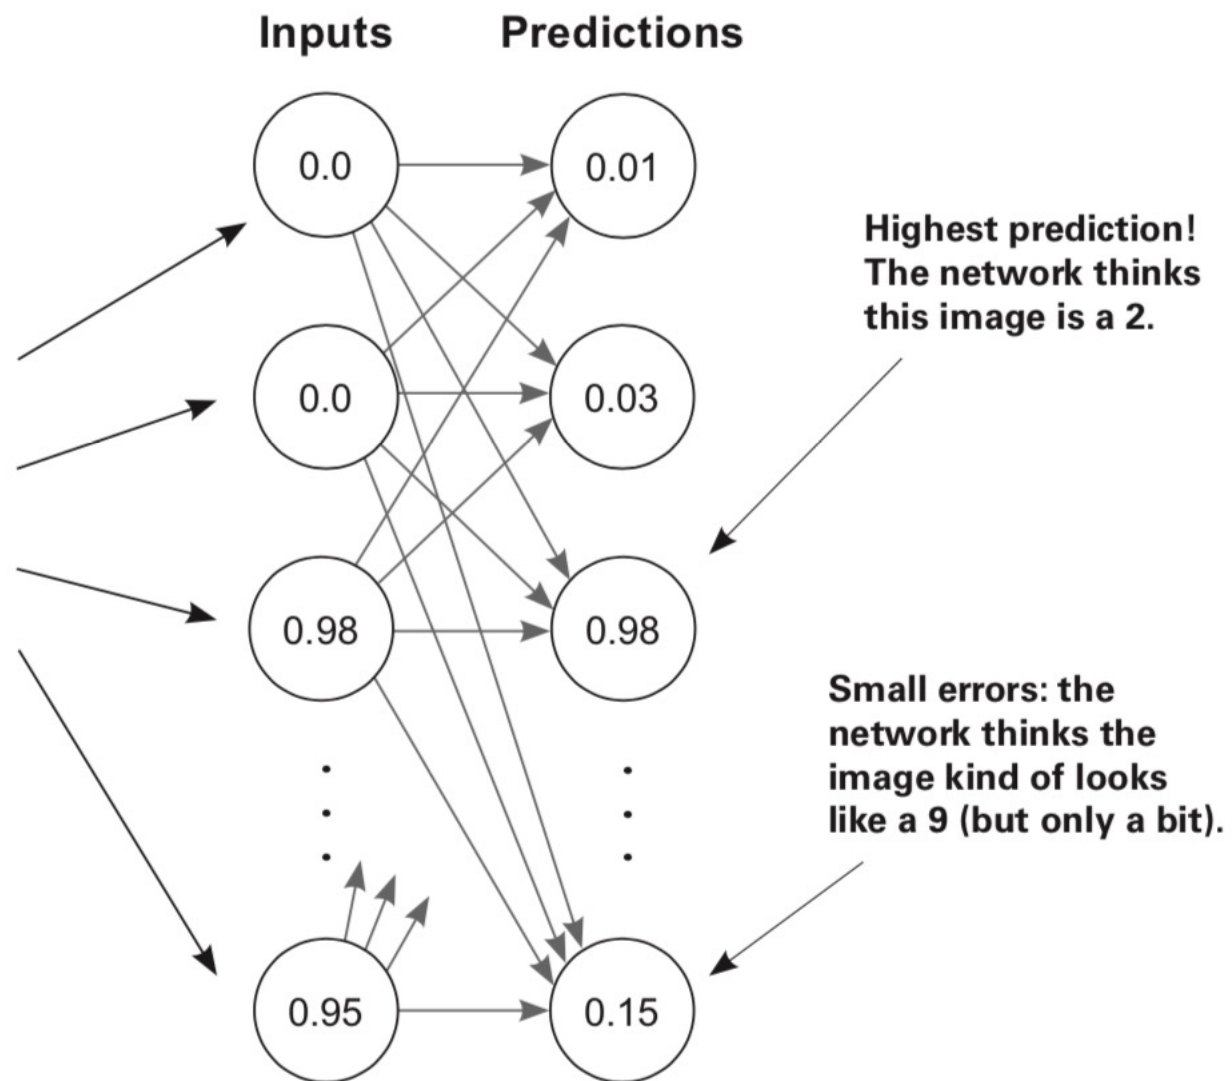 Inputs Predictions
0.0 0.01
Highest prediction!
The network thinks
this image is a 2.
0.0 0.03
0.98 0.98
Small errors: the
network thinks the
image kind of looks
like a 9 (but only a bit).
0.95 0.15